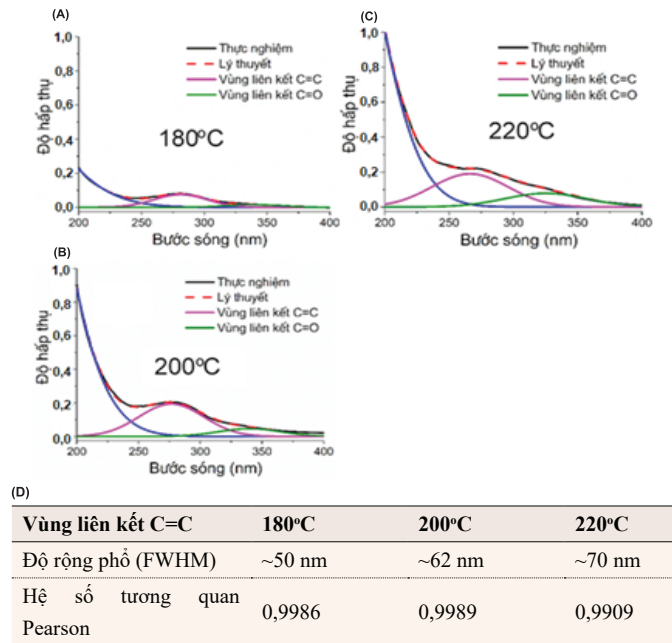 (A)
1,0
0,8
0,6
0,4
0,2
0,0
Độ hấp thụ
Thực nghiệm
Lý thuyết
Vùng liên kết C=C
Vùng liên kết C=O
180ºC
200 250 300 350 400
Bước sóng (nm)
(C)
1,0
0,8
0,6
0,4
0,2
0,0
Độ hấp thụ
Thực nghiệm
Lý thuyết
Vùng liên kết C=C
Vùng liên kết C=O
220ºC
200 250 300 350 400
Bước sóng (nm)
(B)
1,0
0,8
0,6
0,4
0,2
0,0
Độ hấp thụ
Thực nghiệm
Lý thuyết
Vùng liên kết C=C
Vùng liên kết C=O
200ºC
200 250 300 350 400
Bước sóng (nm)
(D)
Vùng liên kết C=C 180ºC 200ºC 220ºC
Độ rộng phổ (FWHM) ~50 nm ~62 nm ~70 nm
Hệ số tương quan
Pearson 0,9986 0,9989 0,9909